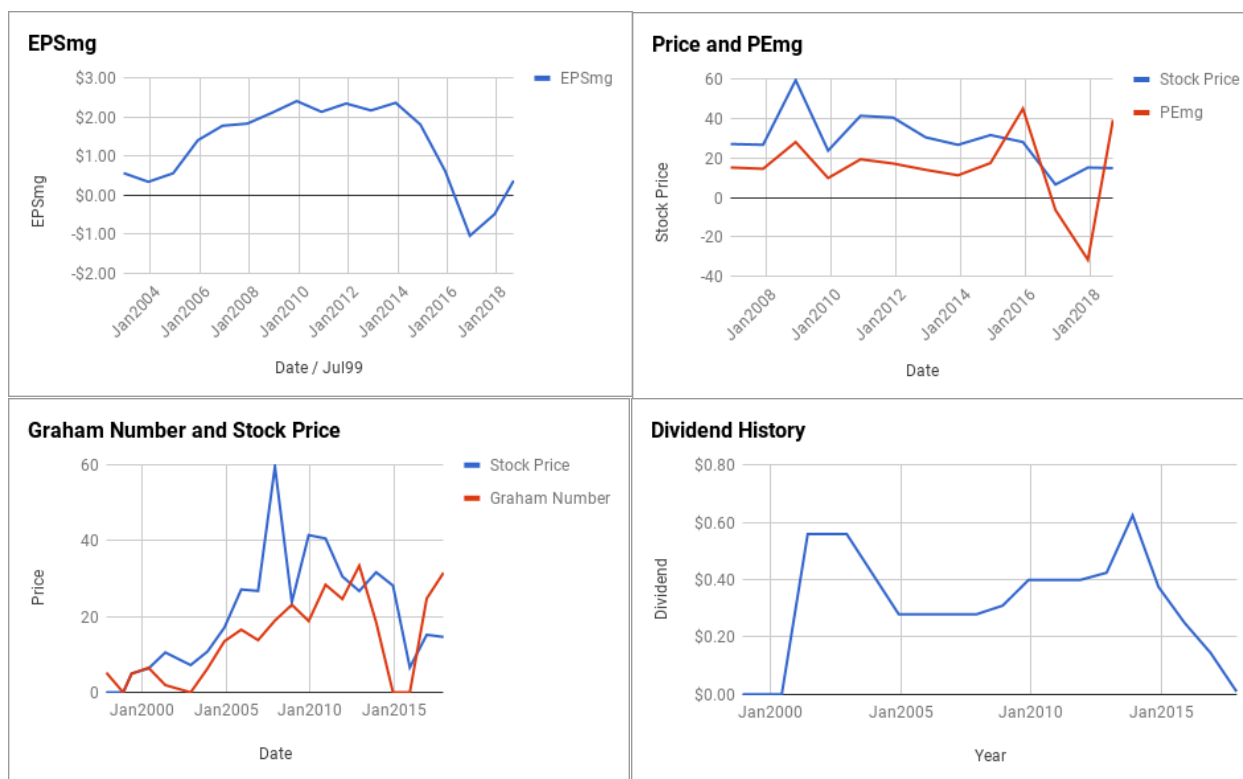 EPSmg
EPSmg
$3.00
$2.00
$1.00
$0.00
-$1.00
-$2.00
EPSmg
Jan2004
Jan2006
Jan2008
Jan2010
Jan2012
Jan2014
Jan2016
Jan2018
Date / Jul99
Price and PEmg
Stock Price
PEmg
60
40
20
0
-20
-40
Stock Price
Jan2008
Jan2010
Jan2012
Jan2014
Jan2016
Jan2018
Date
Graham Number and Stock Price
Stock Price
Graham Number
60
40
20
0
Price
Jan2000
Jan2005
Jan2010
Jan2015
Date
Dividend History
$0.80
$0.60
$0.40
$0.20
$0.00
Dividend
Jan2000
Jan2005
Jan2010
Jan2015
Year